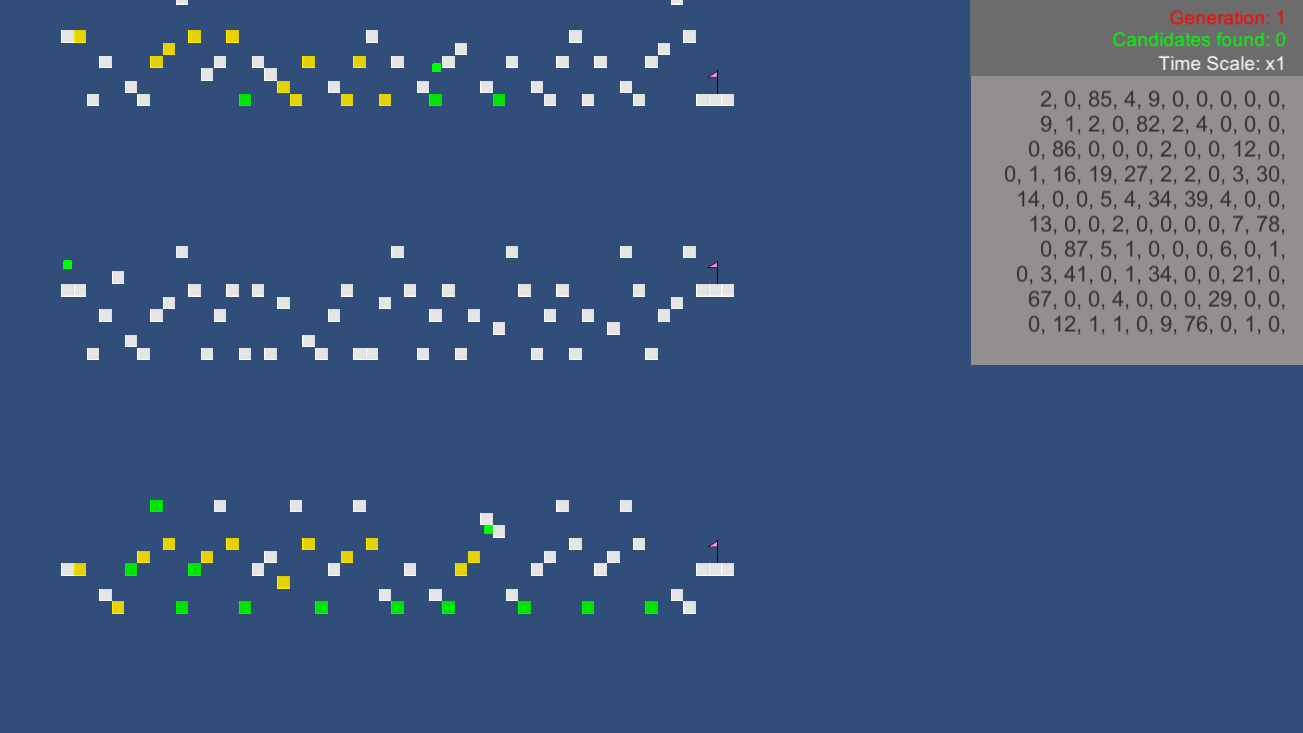 Generation: 1
Candidates found: 0
Time Scale: x1
2, 0, 85, 4, 9, 0, 0, 0, 0, 0,
9, 1, 2, 0, 82, 2, 4, 0, 0, 0,
0, 86, 0, 0, 0, 2, 0, 0, 12, 0,
0, 1, 16, 19, 27, 2, 2, 0, 3, 30,
14, 0, 0, 5, 4, 34, 39, 4, 0, 0,
13, 0, 0, 2, 0, 0, 0, 0, 7, 78,
0, 87, 5, 1, 0, 0, 0, 6, 0, 1,
0, 3, 41, 0, 1, 34, 0, 0, 21, 0,
67, 0, 0, 4, 0, 0, 0, 29, 0, 0,
0, 12, 1, 1, 0, 9, 76, 0, 1, 0,